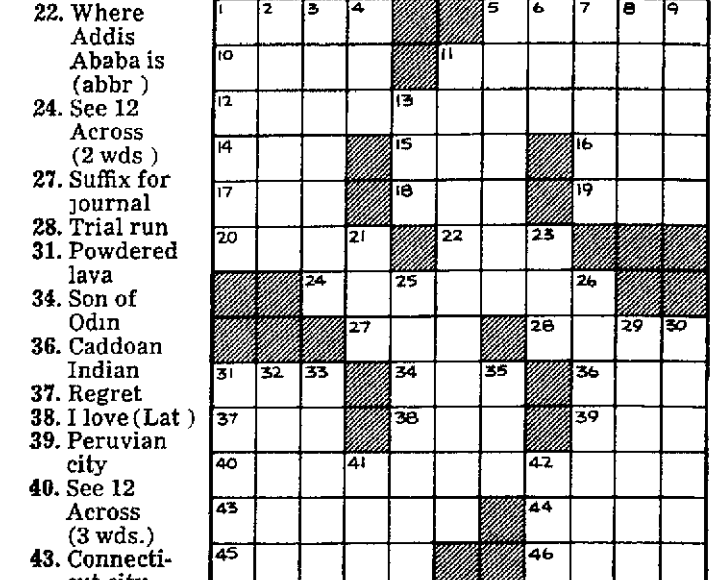 22. Where
Addis
Ababa is
(abbr )
24. See 12
Across
(2 wds )
27. Suffix for
journal
28. Trial run
31. Powdered
lava
34. Son of
Odin
36. Caddoan
Indian
37. Regret
38. I love (Lat )
39. Peruvian
city
40. See 12
Across
(3 wds.)
43. Connecti-
cut city
1 2 3 4 5 6 7 8 9
10 11
12 13
14 15 16
17 18 19
20 21 22 23
24 25 26
27 28 29 30
31 32 33 34 35 36
37 38 39
40 41 42
43 44
45 46